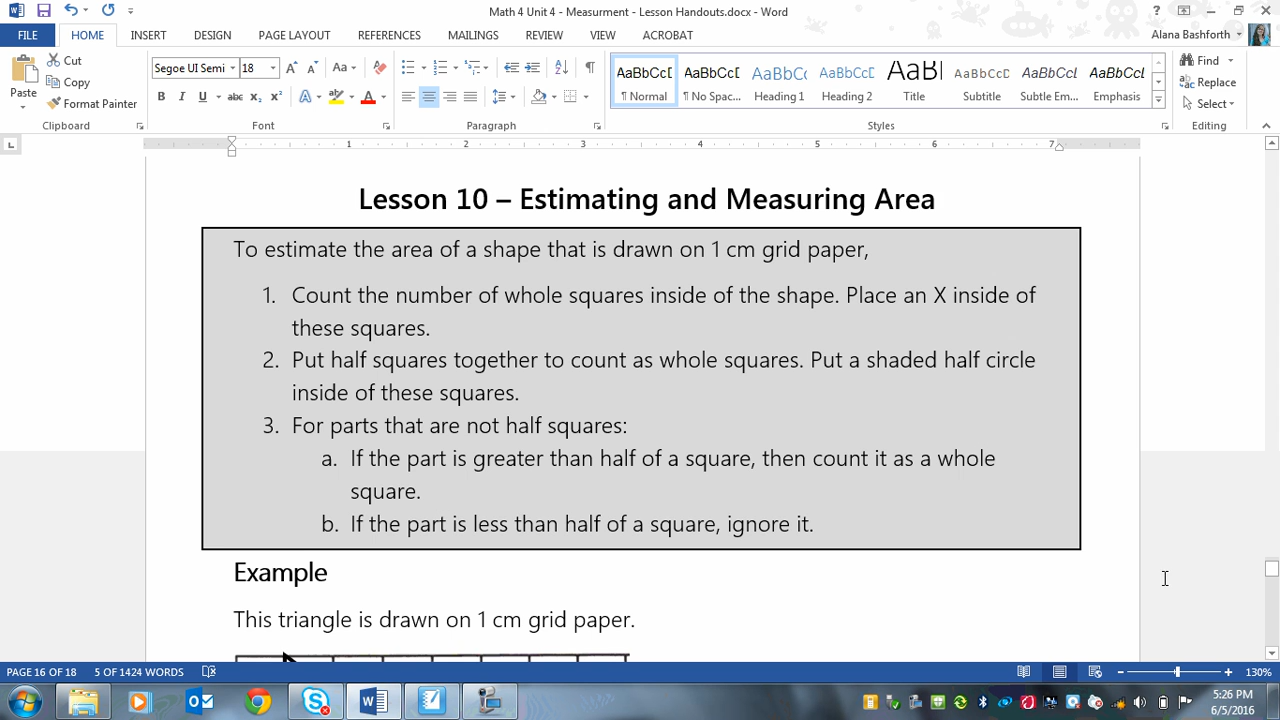 Math 4 Unit 4 - Measurment - Lesson Handouts.docx - Word
FILE HOME INSERT DESIGN PAGE LAYOUT REFERENCES MAILINGS REVIEW VIEW ACROBAT Alana Bashforth
Paste
Cut
Copy
Format Painter
Segoe UI Semi 18
AaBbCcI AaBbCcI AaBbCc AaBbCcI AaBl AaBbCcI AaBbCcI AaBbCcI
¶ Normal ¶ No Spac... Heading 1 Heading 2 Title Subtitle Subtle Em... Emphasis
Find
Replace
Select
Clipboard Font Paragraph Styles Editing
1 2 3 4 5 6 7
Lesson 10 – Estimating and Measuring Area
To estimate the area of a shape that is drawn on 1 cm grid paper,
1. Count the number of whole squares inside of the shape. Place an X inside of
these squares.
2. Put half squares together to count as whole squares. Put a shaded half circle
inside of these squares.
3. For parts that are not half squares:
a. If the part is greater than half of a square, then count it as a whole
square.
b. If the part is less than half of a square, ignore it.
Example
This triangle is drawn on 1 cm grid paper.
PAGE 16 OF 18 5 OF 1424 WORDS 130%
5:26 PM
6/5/2016